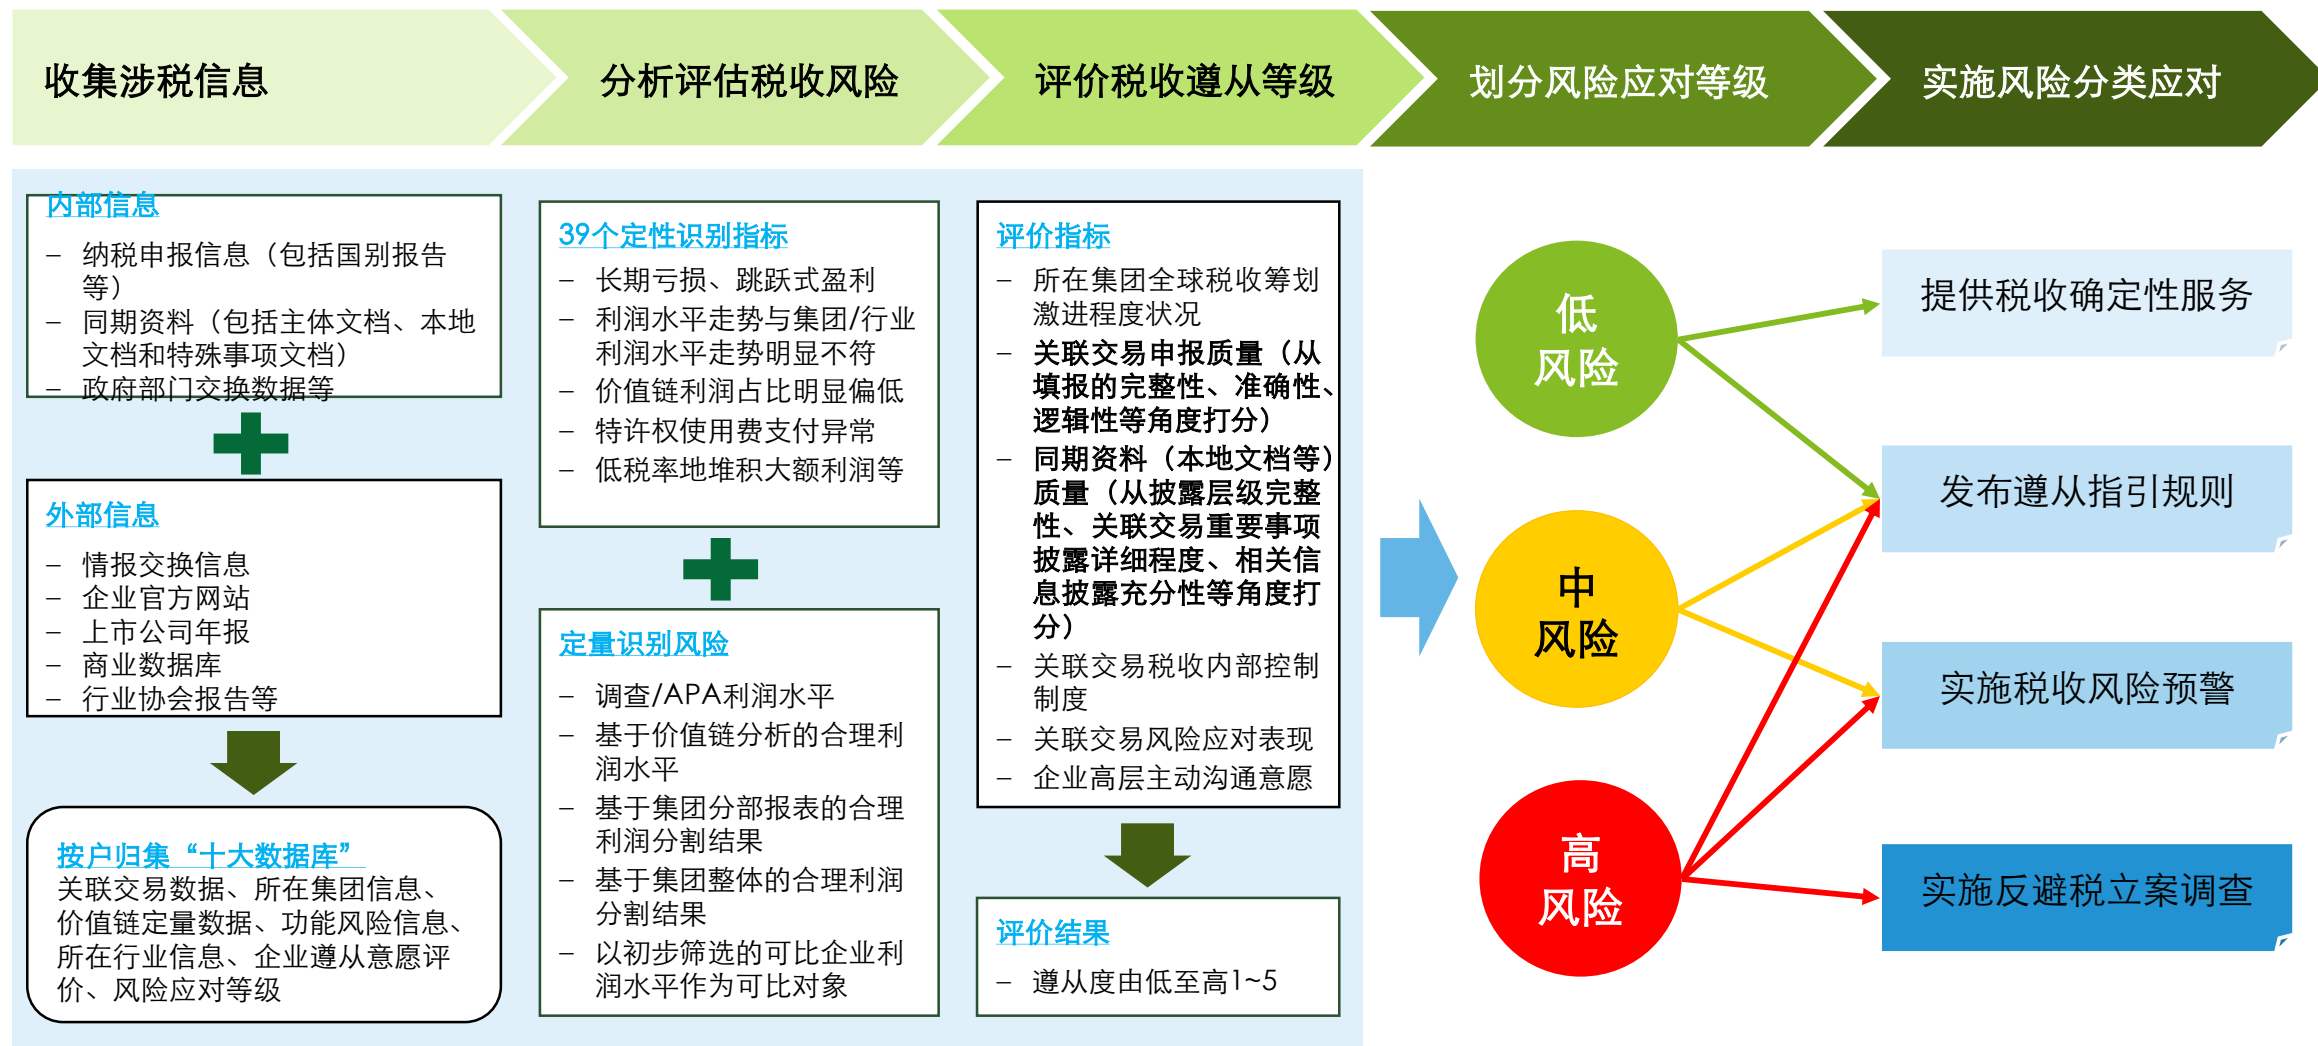 收集涉税信息
分析评估税收风险
评价税收遵从等级
划分风险应对等级
实施风险分类应对
内部信息
– 纳税申报信息（包括国别报告
等）
– 同期资料（包括主体文档、本地
文档和特殊事项文档）
– 政府部门交换数据等
外部信息
– 情报交换信息
– 企业官方网站
– 上市公司年报
– 商业数据库
– 行业协会报告等
按户归集“十大数据库”
关联交易数据、所在集团信息、
价值链定量数据、功能风险信息、
所在行业信息、企业遵从意愿评
价、风险应对等级
39个定性识别指标
– 长期亏损、跳跃式盈利
– 利润水平走势与集团/行业
利润水平走势明显不符
– 价值链利润占比明显偏低
– 特许权使用费支付异常
– 低税率地堆积大额利润等
定量识别风险
– 调查/APA利润水平
– 基于价值链分析的合理利
润水平
– 基于集团分部报表的合理
利润分割结果
– 基于集团整体的合理利润
分割结果
– 以初步筛选的可比企业利
润水平作为可比对象
评价指标
– 所在集团全球税收筹划
激进程度状况
– 关联交易申报质量（从
填报的完整性、准确性、
逻辑性等角度打分）
– 同期资料（本地文档等）
质量（从披露层级完整
性、关联交易重要事项
披露详细程度、相关信
息披露充分性等角度打
分）
– 关联交易税收内部控制
制度
– 关联交易风险应对表现
– 企业高层主动沟通意愿
评价结果
– 遵从度由低至高1~5
低
风险
中
风险
高
风险
提供税收确定性服务
发布遵从指引规则
实施税收风险预警
实施反避税立案调查